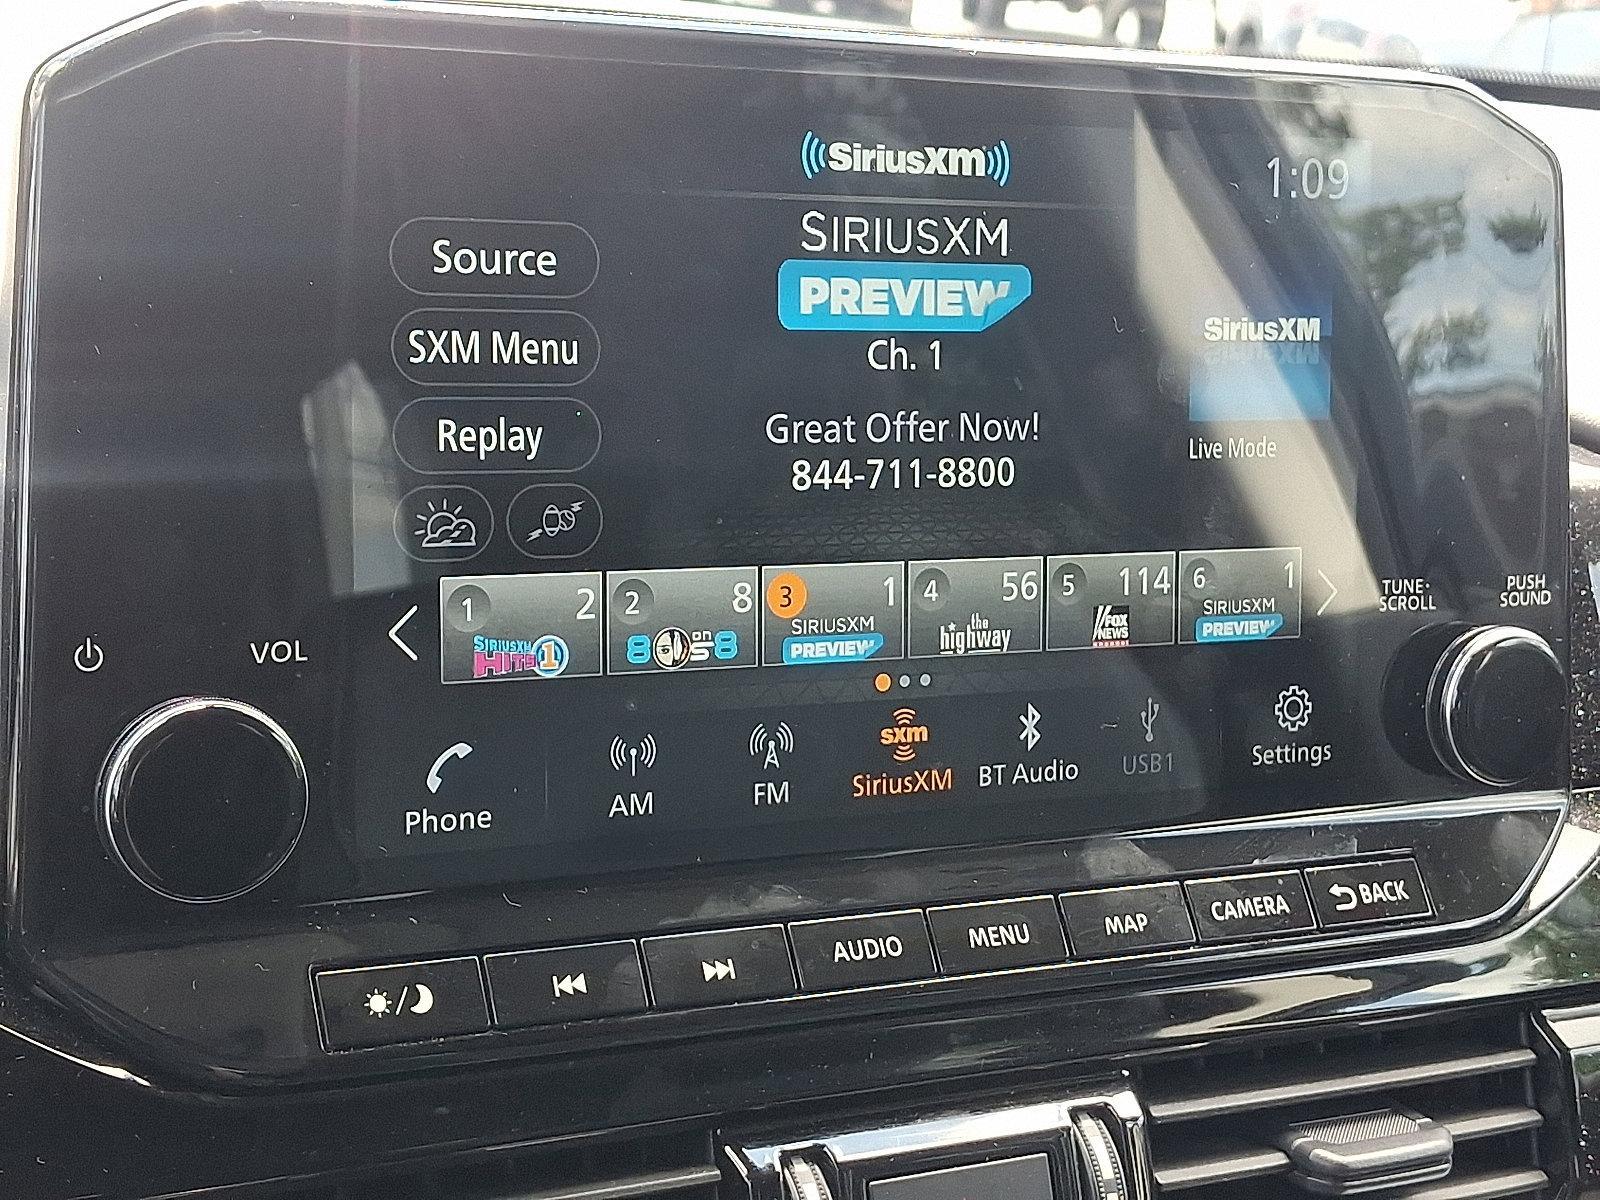 SiriusXM
1:09
SIRIUSXM
PREVIEW
Ch. 1
Source
SXM Menu
Replay
Great Offer Now!
844-711-8800
SiriusXM
Live Mode
1 2
SIRIUSXM
HITS 1
2 8
80s on 8
3 1
SIRIUSXM
PREVIEW
4 56
the
highway
5 114
FOX
NEWS
6 1
SIRIUSXM
PREVIEW
VOL
TUNE·
SCROLL
PUSH
SOUND
Phone
AM
FM
sxm
SiriusXM
BT Audio
USB1
Settings
AUDIO
MENU
MAP
CAMERA
BACK